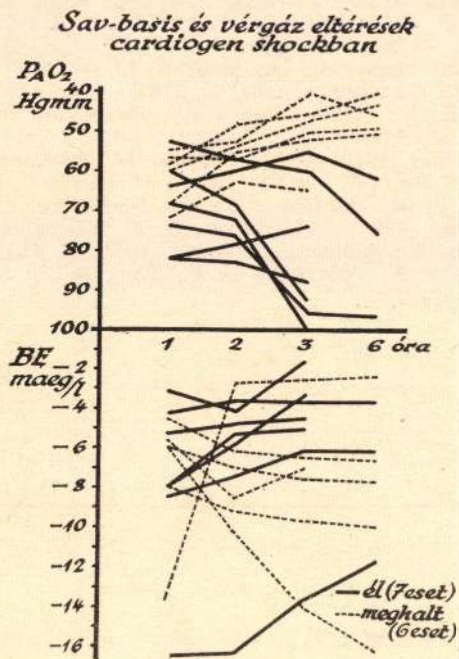 Sav-basis és vérgáz eltérések
cardiogen shockban
PAO2
Hgmm
40
50
60
70
80
90
100
1 2 3 6 óra
BE
maeg/l
-2
-4
-6
-8
-10
-12
-14
-16
él (7eset)
meghalt
(6eset)